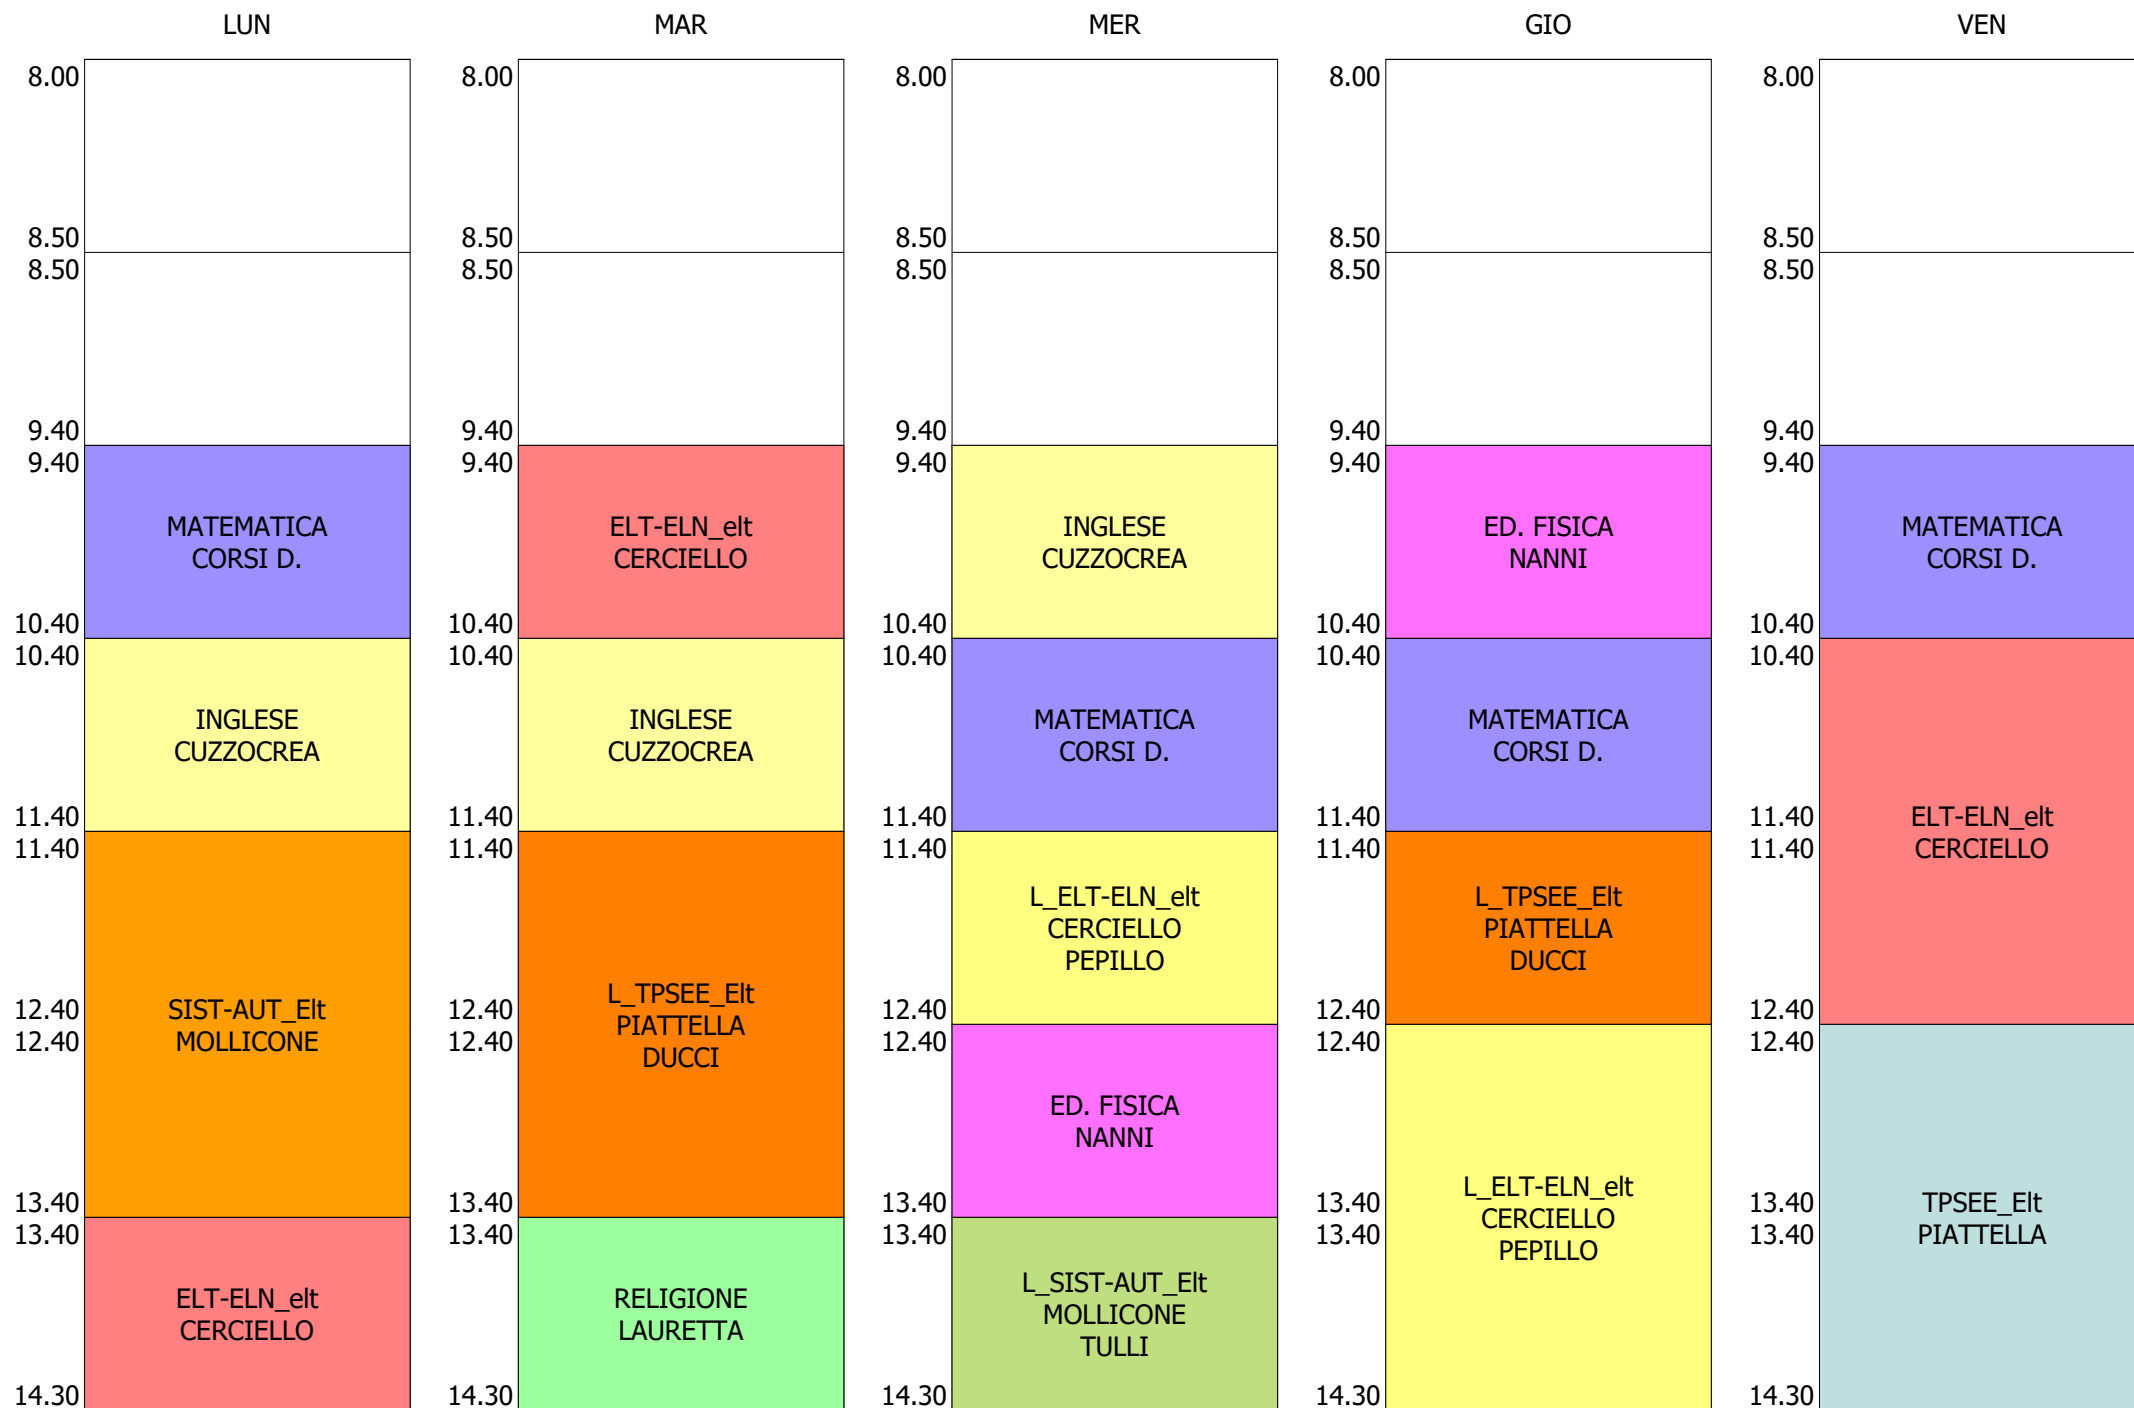 LUN
8.00
8.50
8.50
9.40
9.40
MATEMATICA
CORSI D.
10.40
10.40
INGLESE
CUZZOCREA
11.40
11.40
SIST-AUT_Elt
MOLLICONE
12.40
12.40
13.40
13.40
ELT-ELN_elt
CERCIELLO
14.30
MAR
8.00
8.50
8.50
9.40
9.40
ELT-ELN_elt
CERCIELLO
10.40
10.40
INGLESE
CUZZOCREA
11.40
11.40
L_TPSEE_Elt
PIATTELLA
DUCCI
12.40
12.40
13.40
13.40
RELIGIONE
LAURETTA
14.30
MER
8.00
8.50
8.50
9.40
9.40
INGLESE
CUZZOCREA
10.40
10.40
MATEMATICA
CORSI D.
11.40
11.40
L_ELT-ELN_elt
CERCIELLO
PEPILLO
12.40
12.40
ED. FISICA
NANNI
13.40
13.40
L_SIST-AUT_Elt
MOLLICONE
TULLI
14.30
GIO
8.00
8.50
8.50
9.40
9.40
ED. FISICA
NANNI
10.40
10.40
MATEMATICA
CORSI D.
11.40
11.40
L_TPSEE_Elt
PIATTELLA
DUCCI
12.40
12.40
L_ELT-ELN_elt
CERCIELLO
PEPILLO
13.40
13.40
14.30
VEN
8.00
8.50
8.50
9.40
9.40
MATEMATICA
CORSI D.
10.40
10.40
ELT-ELN_elt
CERCIELLO
11.40
11.40
12.40
12.40
TPSEE_Elt
PIATTELLA
13.40
13.40
14.30